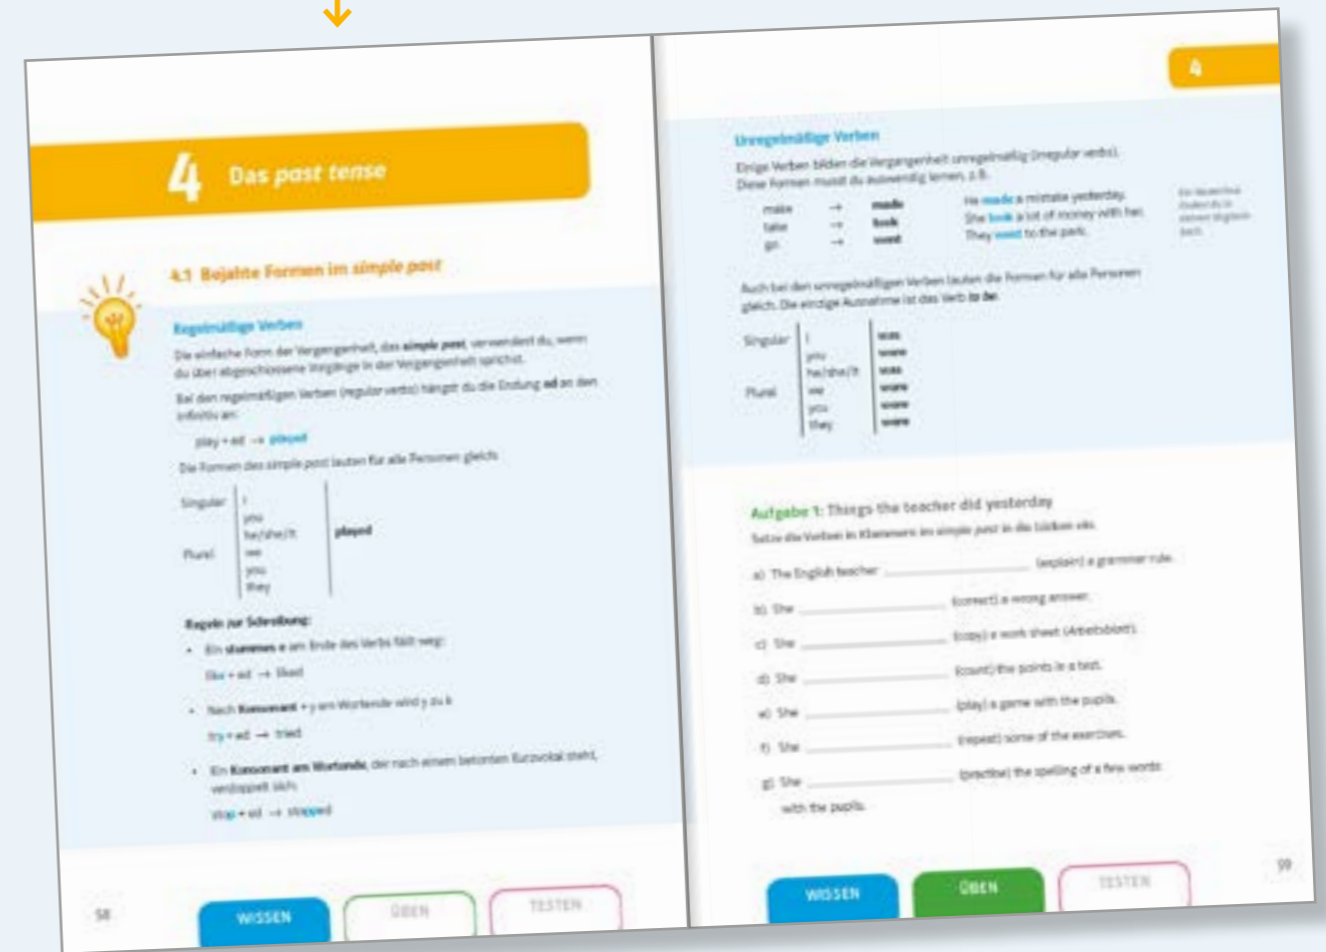 4 Das past tense
4.1 Bejahte Formen im simple past
Regelmäßige Verben
Die einfache Form der Vergangenheit, das simple past, verwendest du, wenn
du über abgeschlossene Vorgänge in der Vergangenheit sprichst.
Bei den regelmäßigen Verben (regular verbs) hängst du die Endung ed an den
Infinitiv an:
play + ed → played
Die Formen des simple past lauten für alle Personen gleich:
Singular I
you
he/she/it played
Plural we
you
they
Regeln zur Schreibung:
• Ein stummes e am Ende des Verbs fällt weg:
like + ed → liked
• Nach Konsonant + y am Wortende wird y zu i:
try + ed → tried
• Ein Konsonant am Wortende, der nach einem betonten Kurzvokal steht,
verdoppelt sich:
stop + ed → stopped
58
WISSEN ÜBEN TESTEN
4
Unregelmäßige Verben
Einige Verben bilden die Vergangenheit unregelmäßig (irregular verbs).
Diese Formen musst du auswendig lernen, z. B.
make → made He made a mistake yesterday.
take → took She took a lot of money with her.
go → went They went to the park.
Auch bei den unregelmäßigen Verben lauten die Formen für alle Personen
gleich. Die einzige Ausnahme ist das Verb to be:
Singular I was
you were
he/she/it was
Plural we were
you were
they were
Aufgabe 1: Things the teacher did yesterday
Setze die Verben in Klammern im simple past in die Lücken ein.
a) The English teacher (explain) a grammar rule.
b) She (correct) a wrong answer.
c) She (copy) a work sheet (Arbeitsblatt).
d) She (count) the points in a test.
e) She (play) a game with the pupils.
f) She (repeat) some of the exercises.
g) She (practise) the spelling of a few words
with the pupils.
WISSEN ÜBEN TESTEN
59